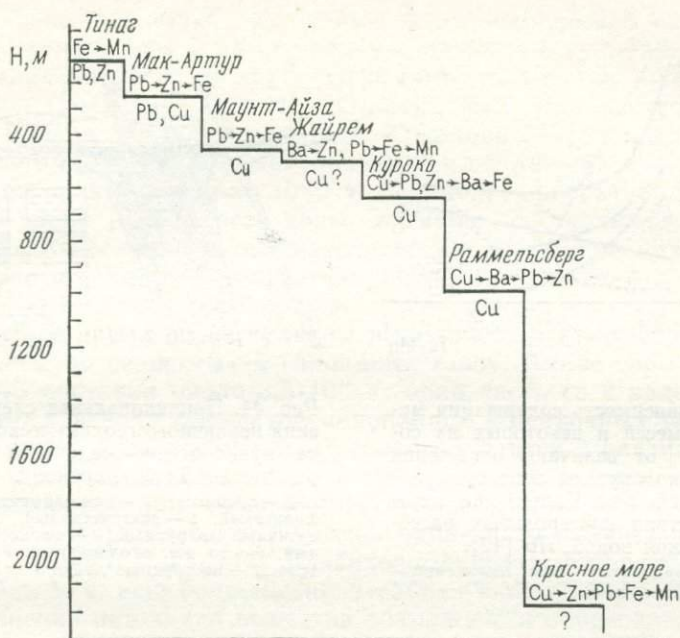 Тинаг
Н, м
Fe→Mn
Pb, Zn
Мак-Артур
Pb→Zn→Fe
Pb, Cu
Маунт-Айза
Pb→Zn→Fe
Cu
Жайрем
Ba→Zn, Pb→Fe→Mn
Cu?
Куроко
Cu→Pb, Zn→Ba→Fe
Cu
Раммельсберг
Cu→Ba→Pb→Zn
Cu
Красное море
Cu→Zn→Pb→Fe→Mn
?
400
800
1200
1600
2000